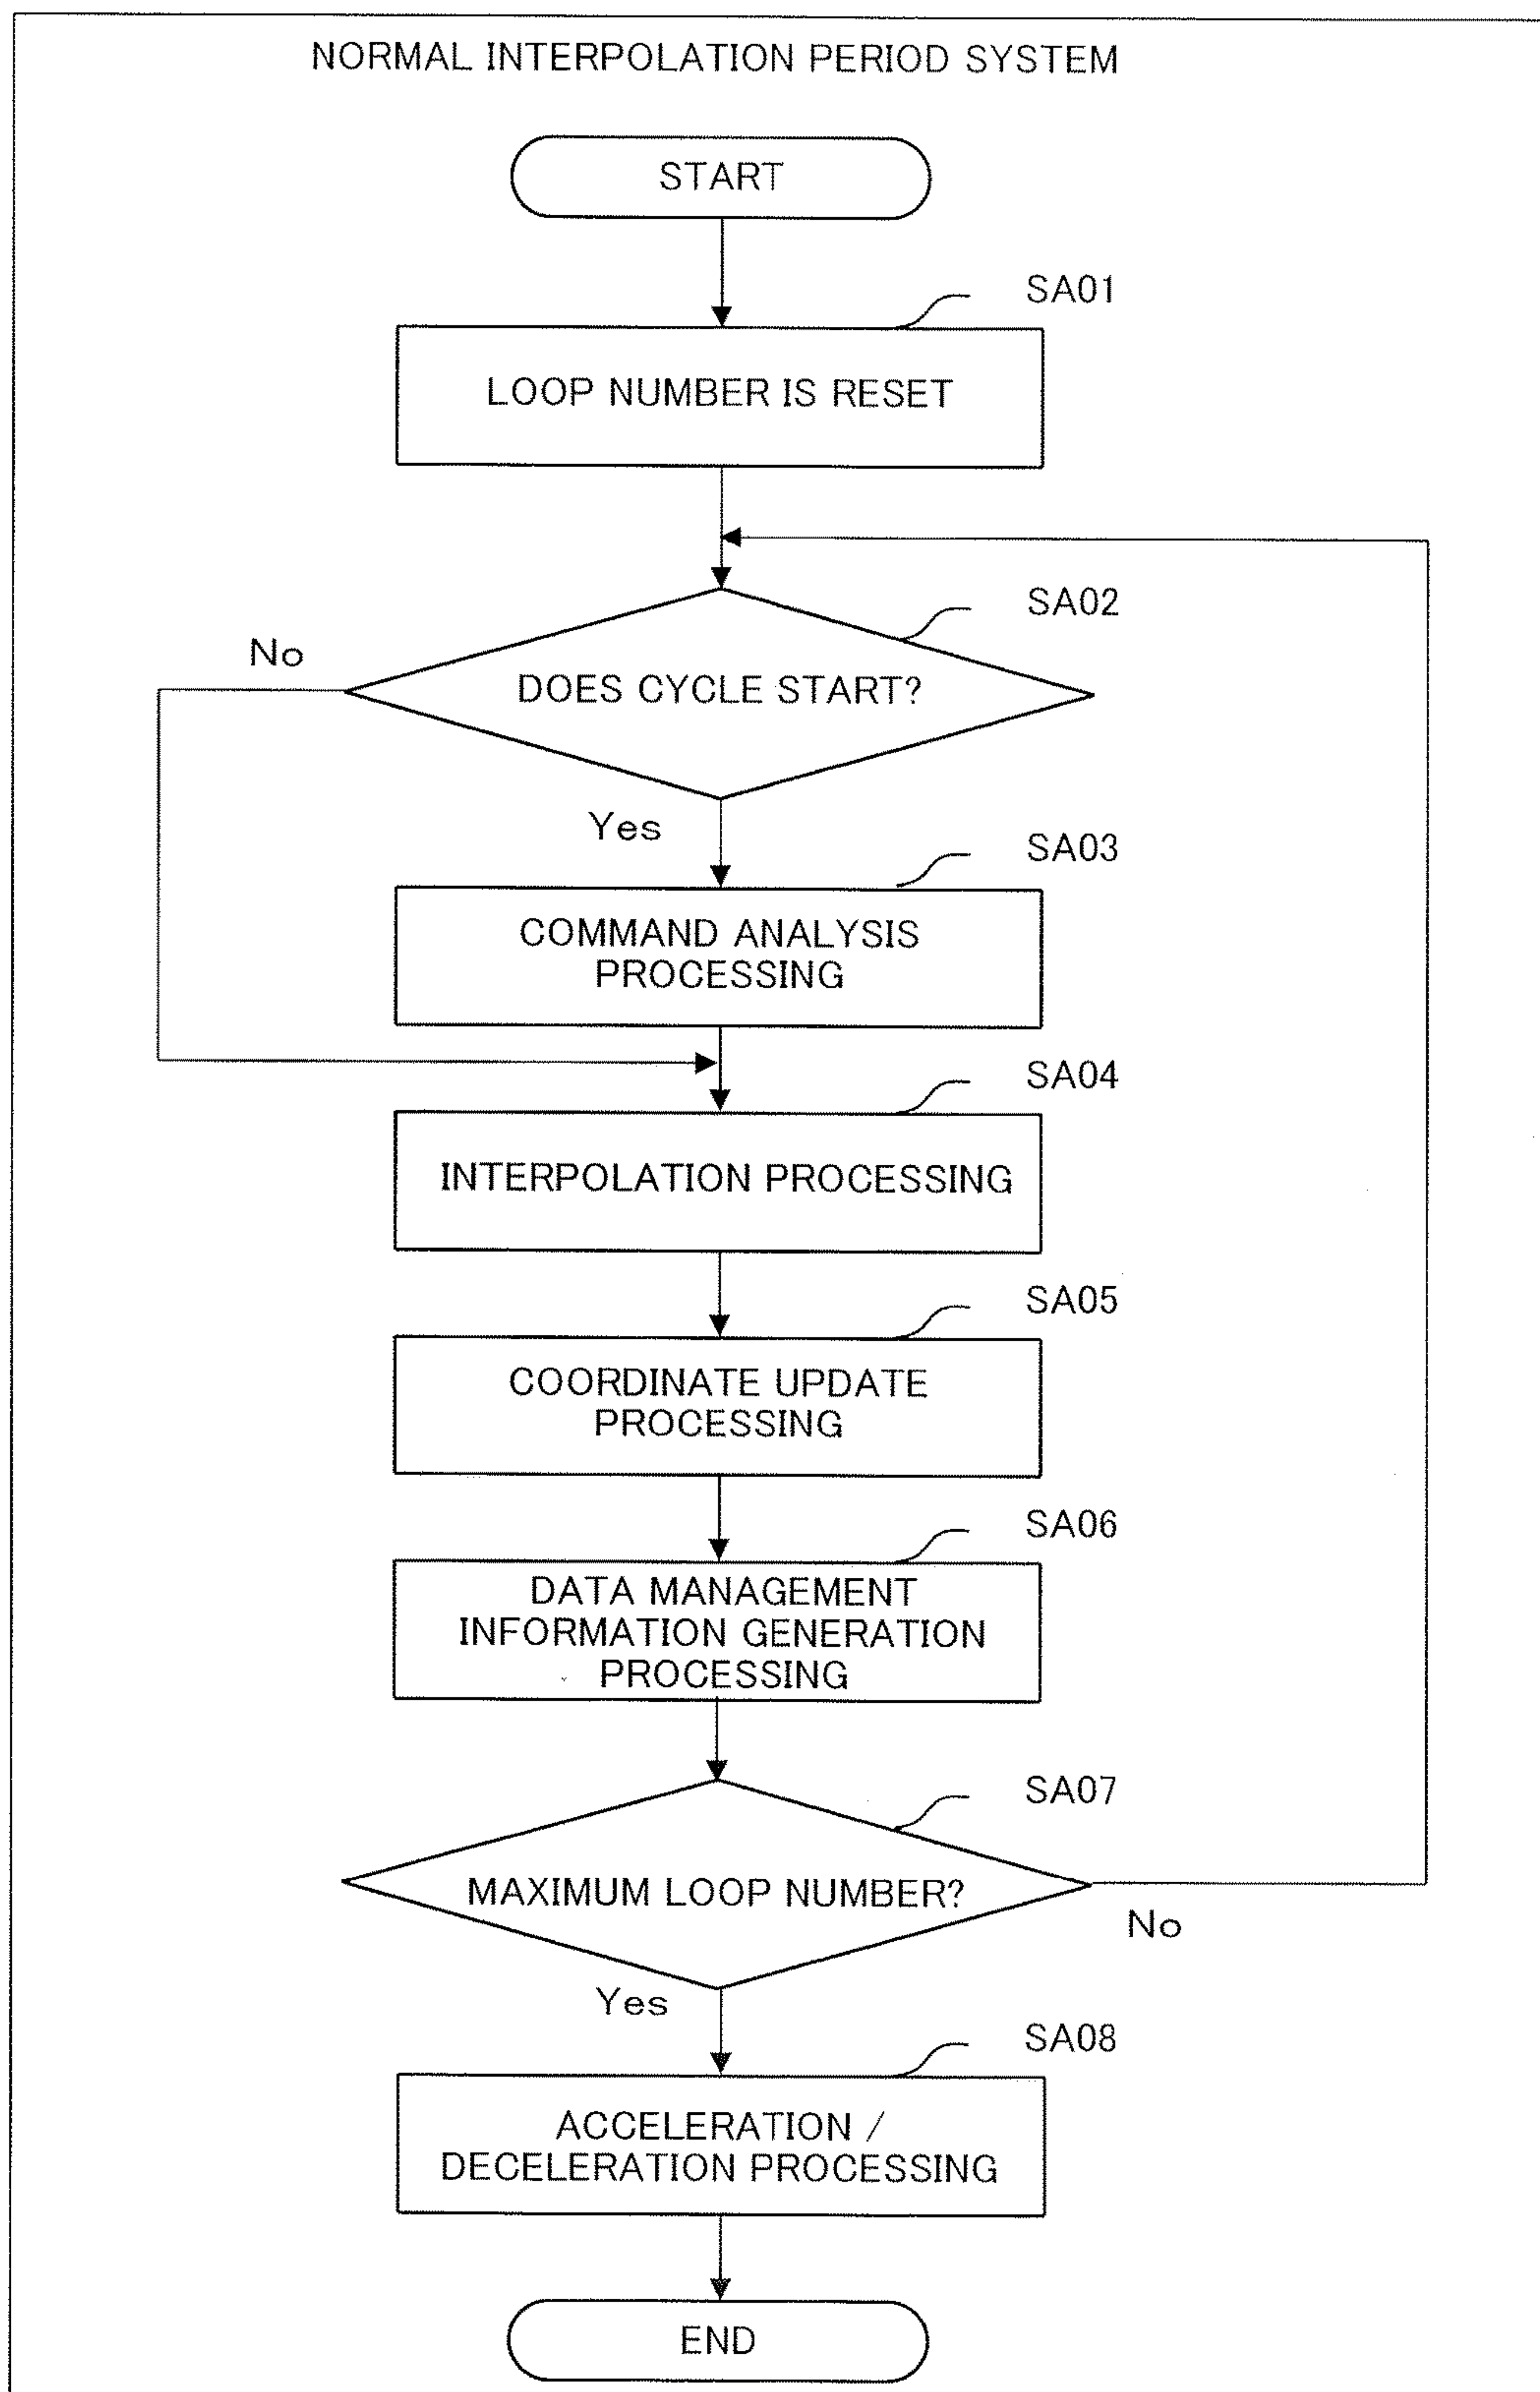 NORMAL INTERPOLATION PERIOD SYSTEM
START
SA01
LOOP NUMBER IS RESET
SA02
No
DOES CYCLE START?
Yes
SA03
COMMAND ANALYSIS
PROCESSING
SA04
INTERPOLATION PROCESSING
SA05
COORDINATE UPDATE
PROCESSING
SA06
DATA MANAGEMENT
INFORMATION GENERATION
PROCESSING
SA07
MAXIMUM LOOP NUMBER?
No
Yes
SA08
ACCELERATION /
DECELERATION PROCESSING
END